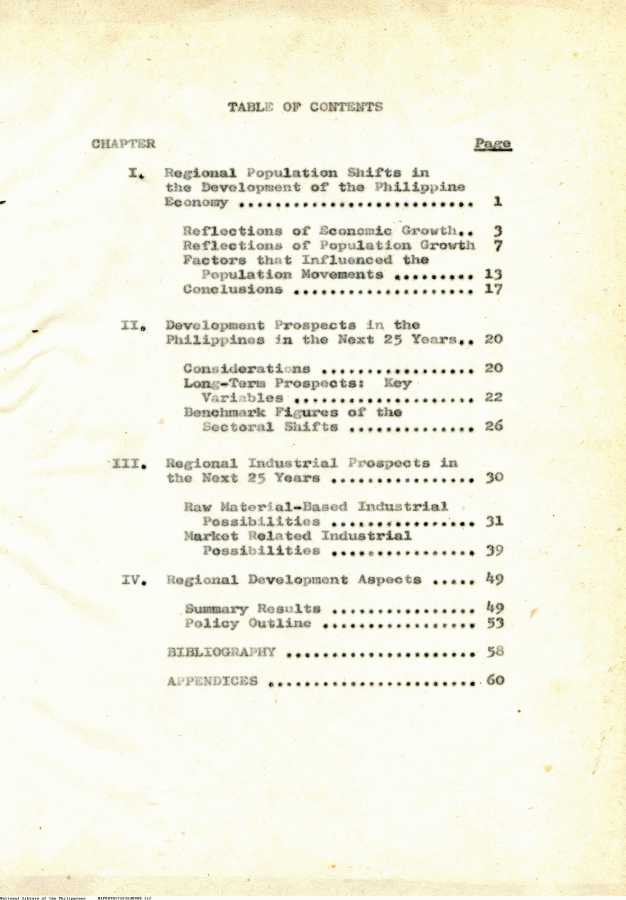 TABLE OF CONTENTS
CHAPTER Page
I. Regional Population Shifts in
the Development of the Philippine
Economy .......................... 1
Reflections of Economic Growth.. 3
Reflections of Population Growth 7
Factors that Influenced the
Population Movements ......... 13
Conclusions .................... 17
II. Development Prospects in the
Philippines in the Next 25 Years.. 20
Considerations ................. 20
Long-Term Prospects: Key
Variables .................... 22
Benchmark Figures of the
Sectoral Shifts .............. 26
III. Regional Industrial Prospects in
the Next 25 Years ................ 30
Raw Material-Based Industrial
Possibilities ................ 31
Market Related Industrial
Possibilities ................ 39
IV. Regional Development Aspects ..... 49
Summary Results ................ 49
Policy Outline ................. 53
BIBLIOGRAPHY ..................... 58
APPENDICES ....................... 60
National Library of the Philippines